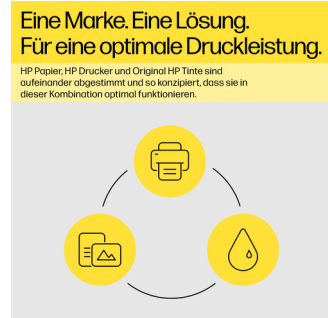 Eine Marke. Eine Lösung.
Für eine optimale Druckleistung.
HP Papier, HP Drucker und Original HP Tinte sind
aufeinander abgestimmt und so konzipiert, dass sie in
dieser Kombination optimal funktionieren.